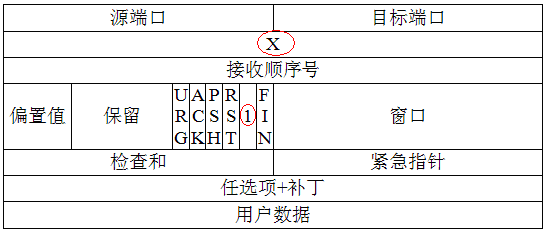 源端口 目标端口
X
接收顺序号
偏置值 保留 URG ACK PSH RST 1 FIN 窗口
检查和 紧急指针
任选项+补丁
用户数据